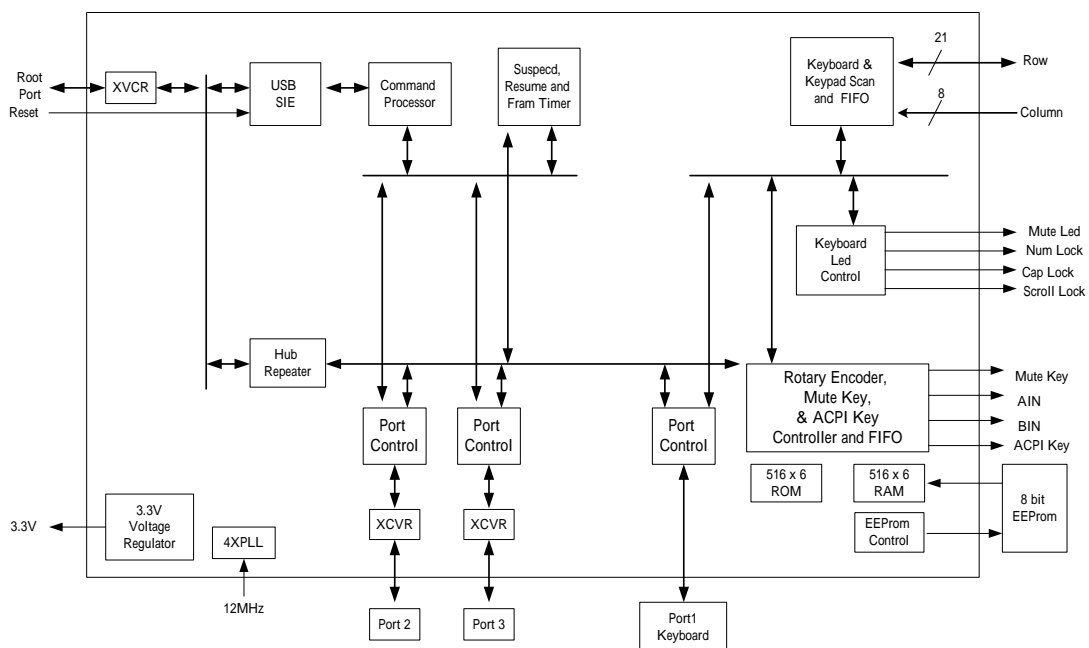 Root
Port
Reset
XVCR
USB
SIE
Command
Processor
Suspecd,
Resume and
Fram Timer
Keyboard &
Keypad Scan
and FIFO
21
8
Row
Column
Keyboard
Led
Control
Mute Led
Num Lock
Cap Lock
Scroll Lock
Hub
Repeater
Port
Control
Port
Control
Port
Control
Rotary Encoder,
Mute Key,
& ACPI Key
Controller and FIFO
Mute Key
AIN
BIN
ACPI Key
516 x 6
ROM
516 x 6
RAM
EEProm
Control
8 bit
EEProm
3.3V
3.3V
Voltage
Regulator
4XPLL
12MHz
XCVR
XCVR
Port 2
Port 3
Port1
Keyboard